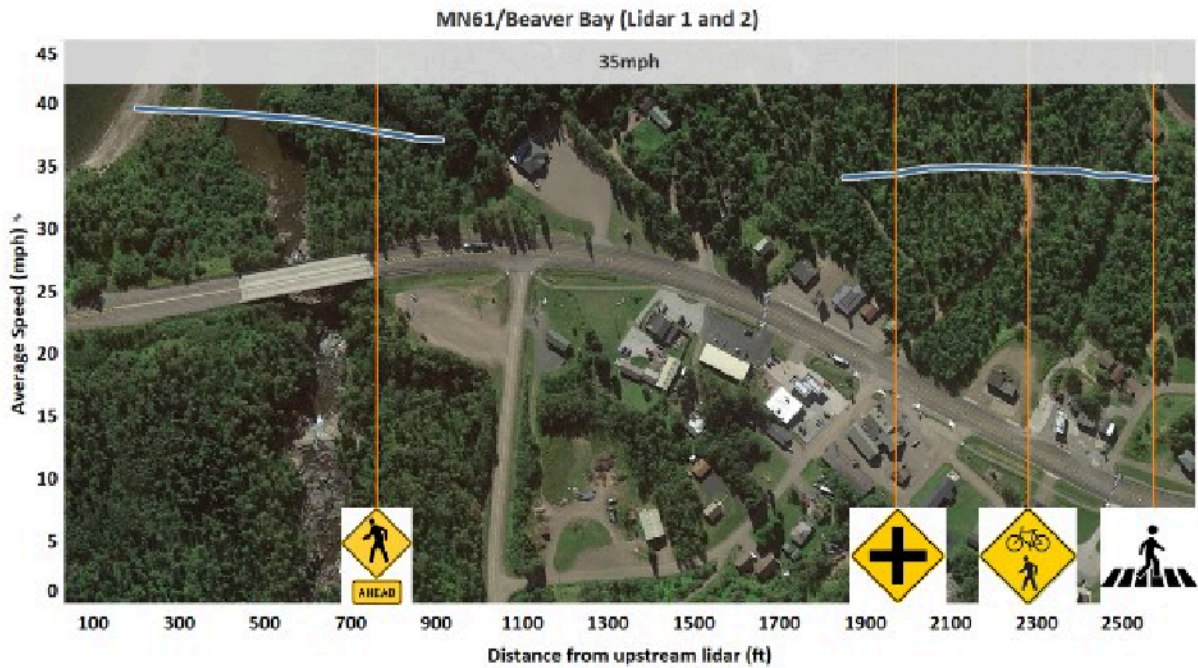 MN61/Beaver Bay (Lidar 1 and 2)
35mph
45
40
35
30
25
20
15
10
5
0
Average Speed (mph)
AHEAD
100 300 500 700 900 1100 1300 1500 1700 1900 2100 2300 2500
Distance from upstream lidar (ft)